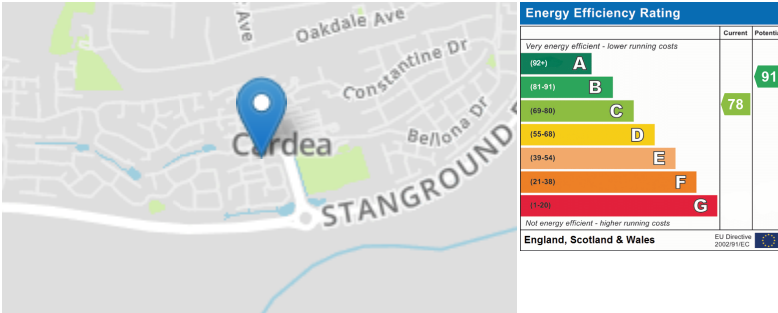 Oakdale Ave
Ave
Constantine Dr
Cardea
Bellona Dr
STANGROUND
Energy Efficiency Rating
Current
Very energy efficient - lower running costs
(92+) A
(81-91) B
(69-80) C
(55-68) D
(39-54) E
(21-38) F
(1-20) G
78
91
Not energy efficient - higher running costs
England, Scotland & Wales
EU Directive
2002/91/EC